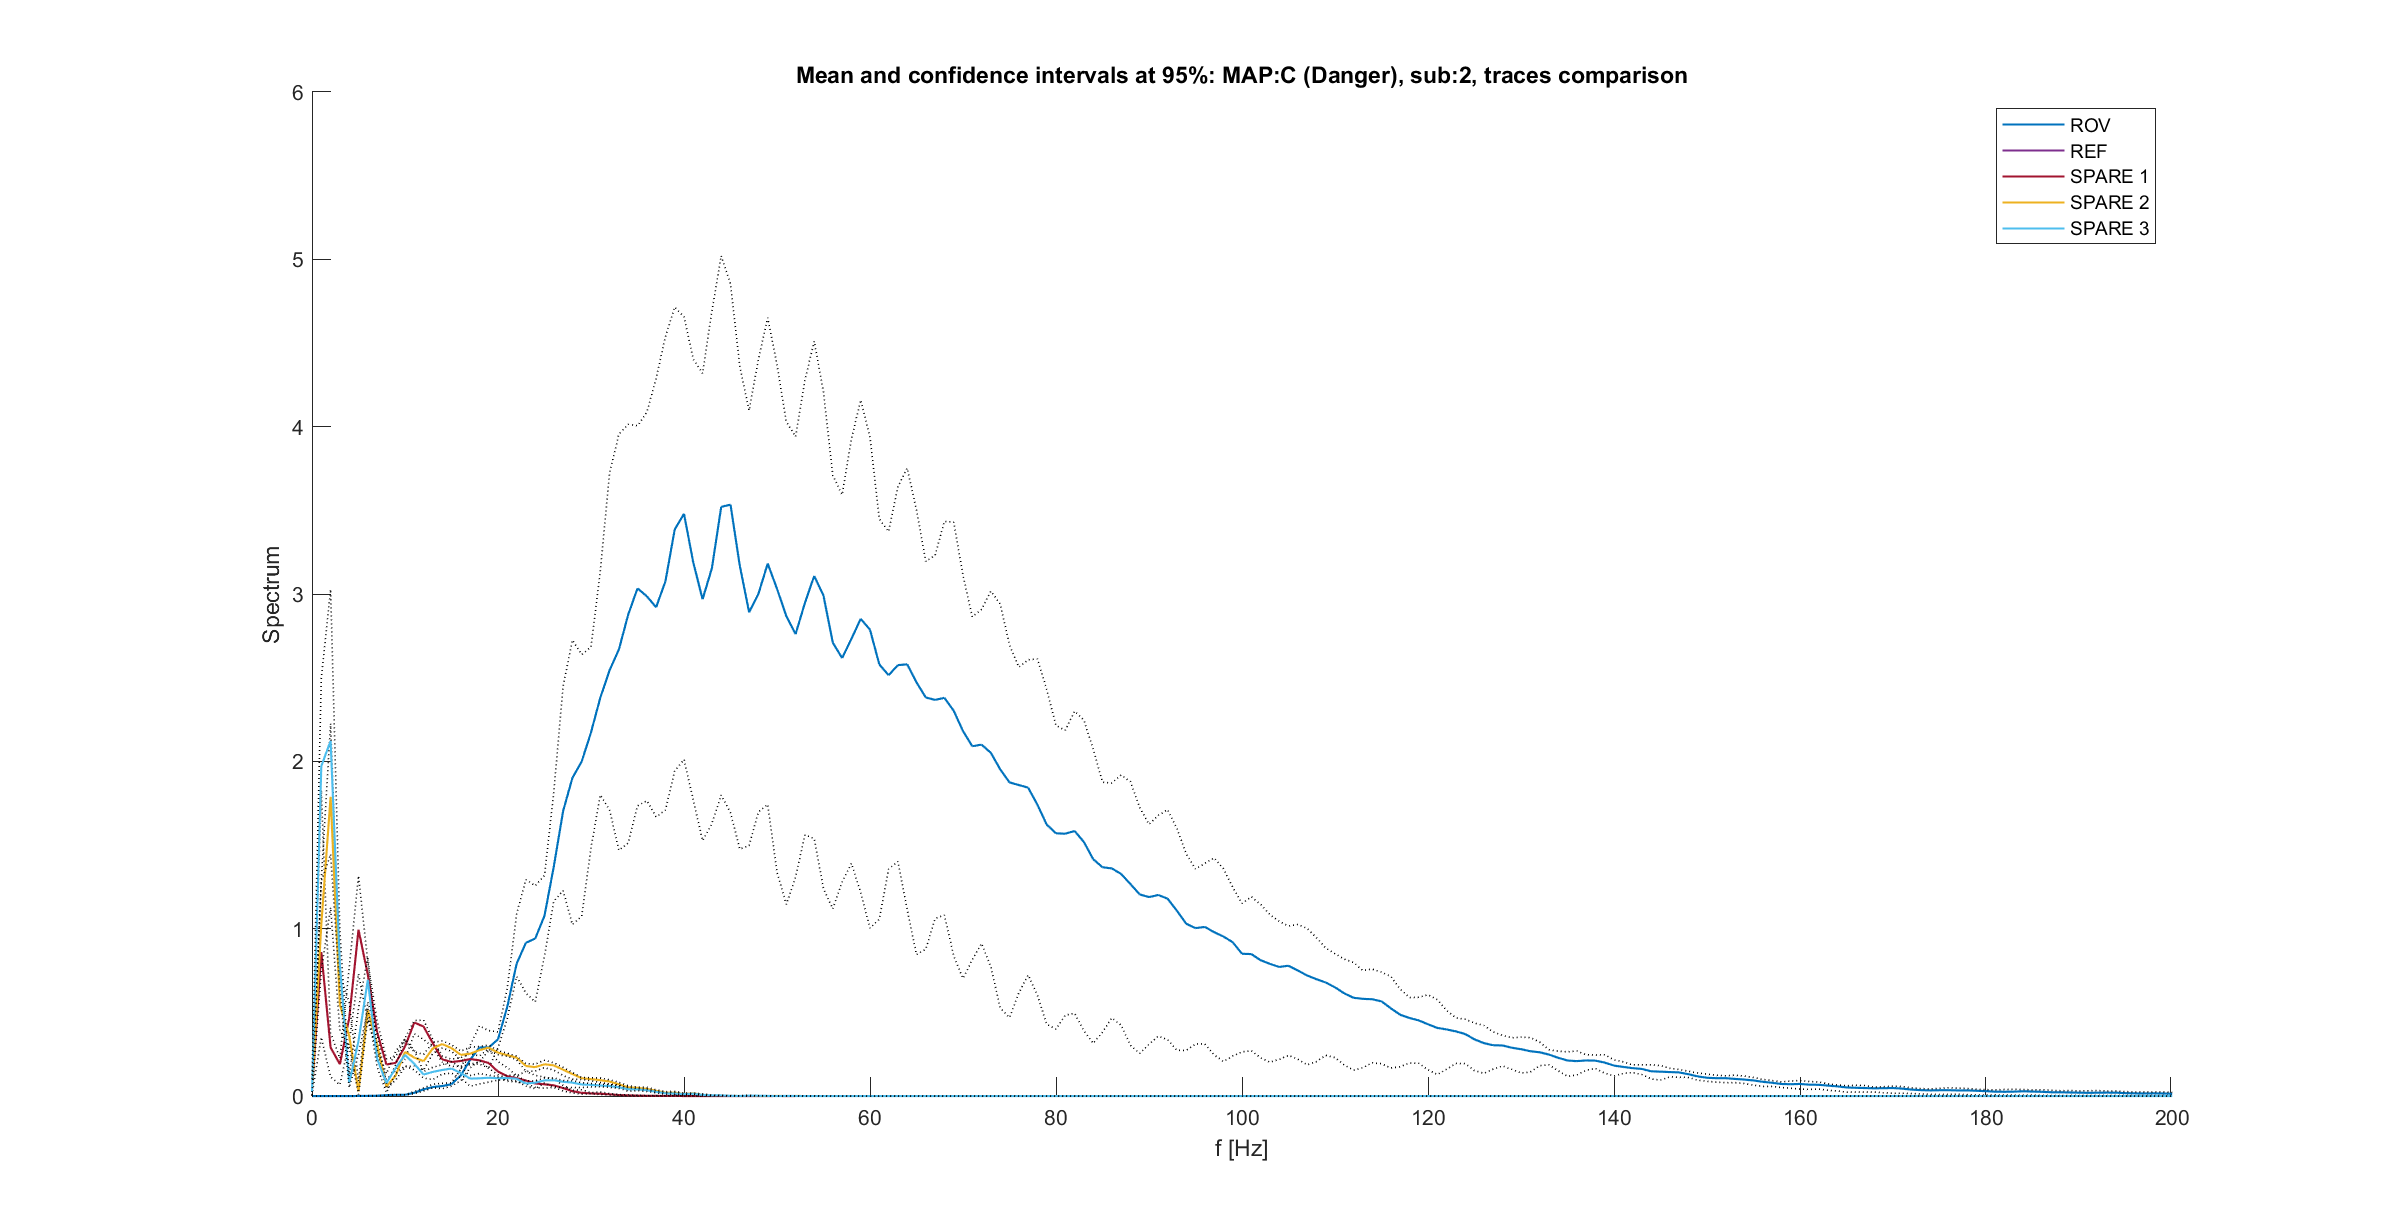 Mean and confidence intervals at 95%: MAP:C (Danger), sub:2, traces comparison
6
5
4
3
2
1
0
Spectrum
ROV
REF
SPARE 1
SPARE 2
SPARE 3
0 20 40 60 80 100 120 140 160 180 200
f [Hz]